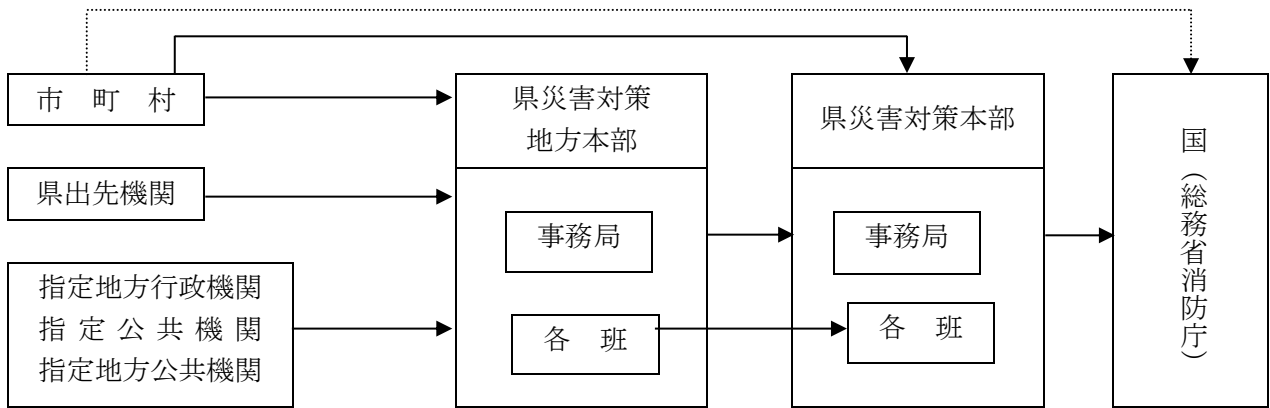 市　町　村
県出先機関
指定地方行政機関
指 定 公 共 機 関
指定地方公共機関
県災害対策
地方本部
事務局
各　班
県災害対策本部
事務局
各　班
国（総務省消防庁）